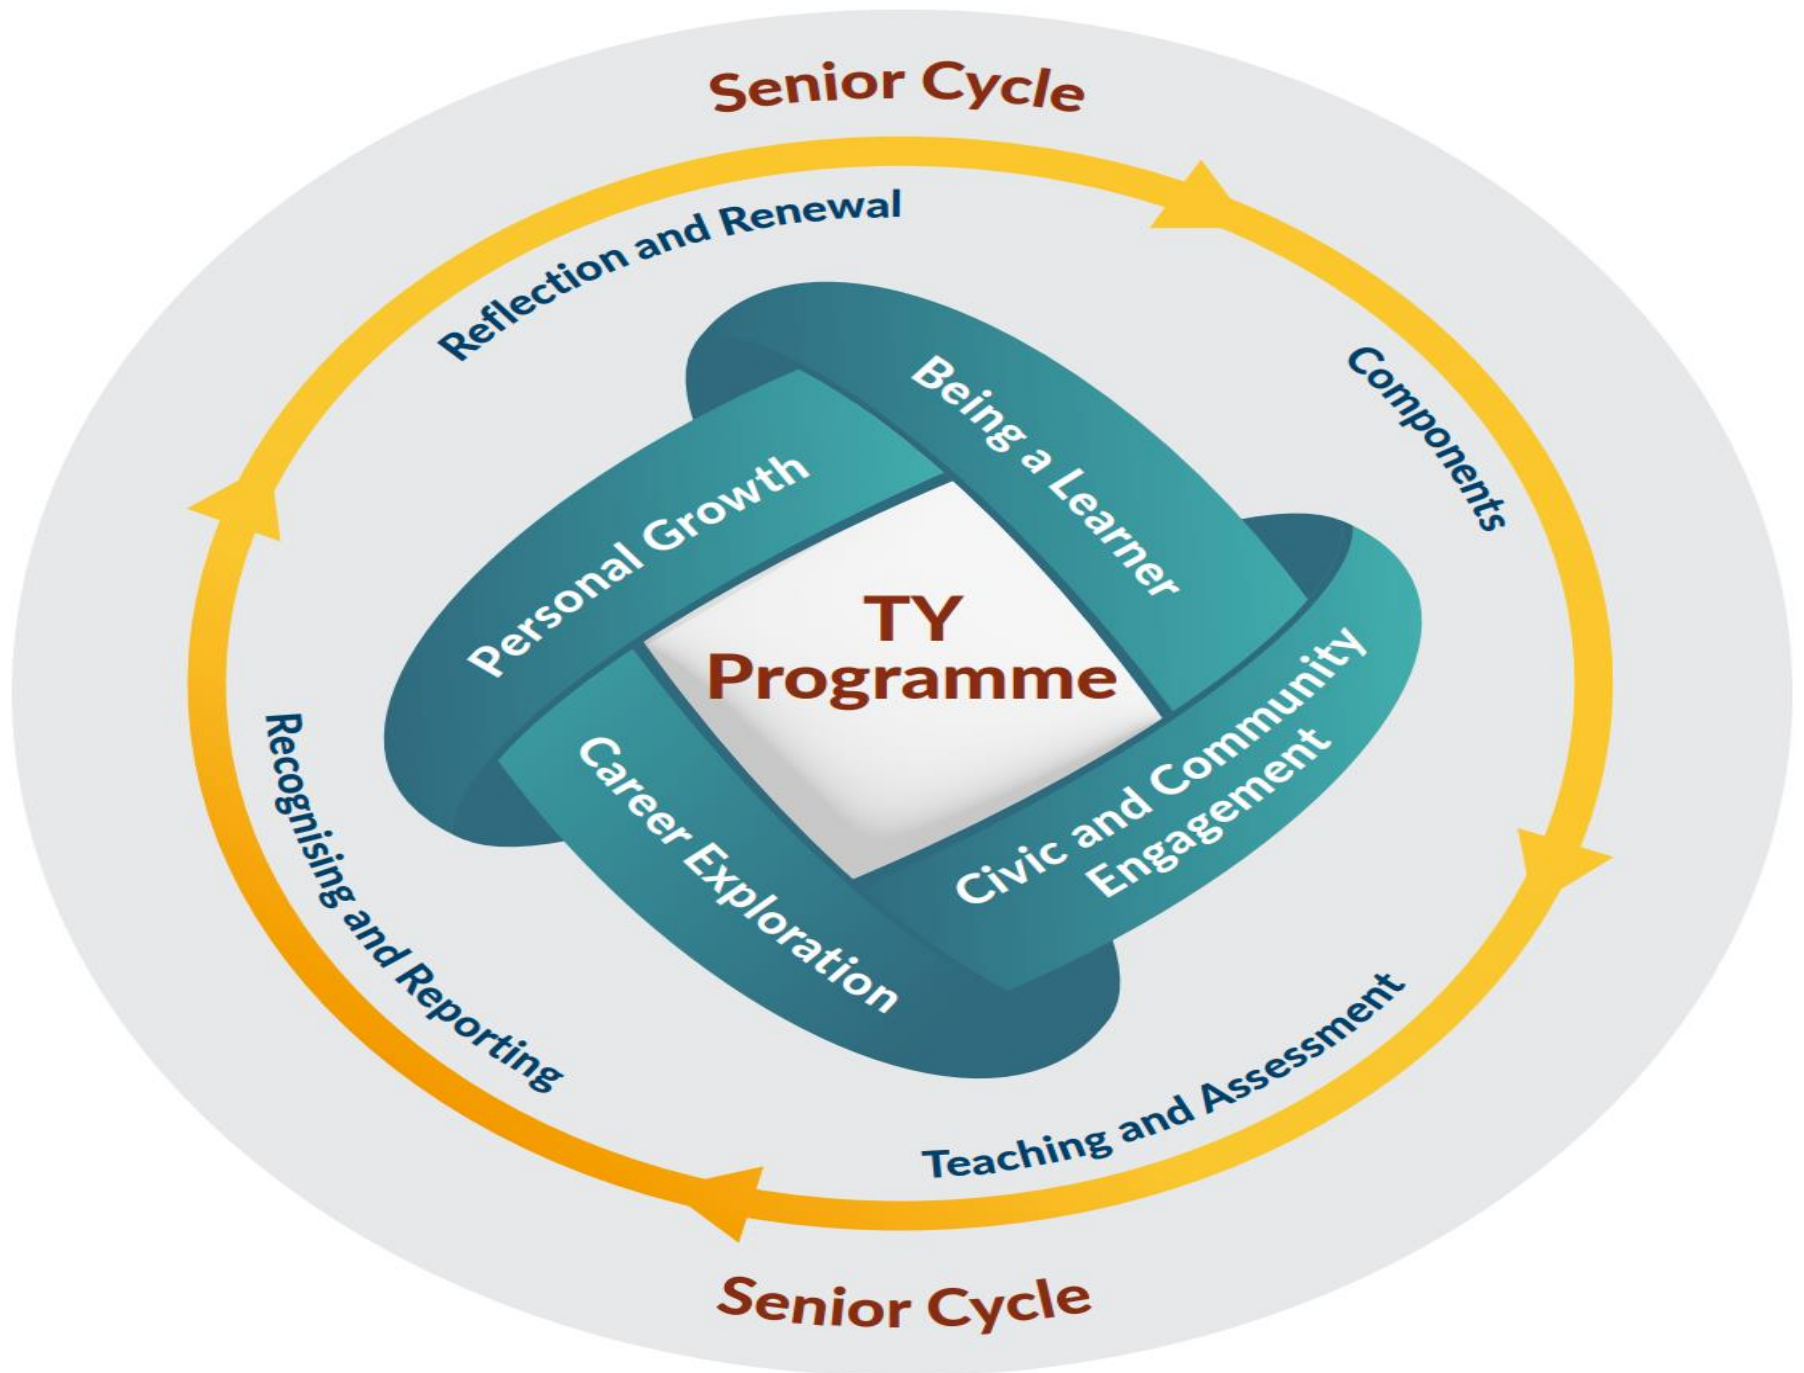 Senior Cycle
Reflection and Renewal
Components
Being a Learner
Personal Growth
TY
Programme
Civic and Community
Engagement
Career Exploration
Recognising and Reporting
Teaching and Assessment
Senior Cycle